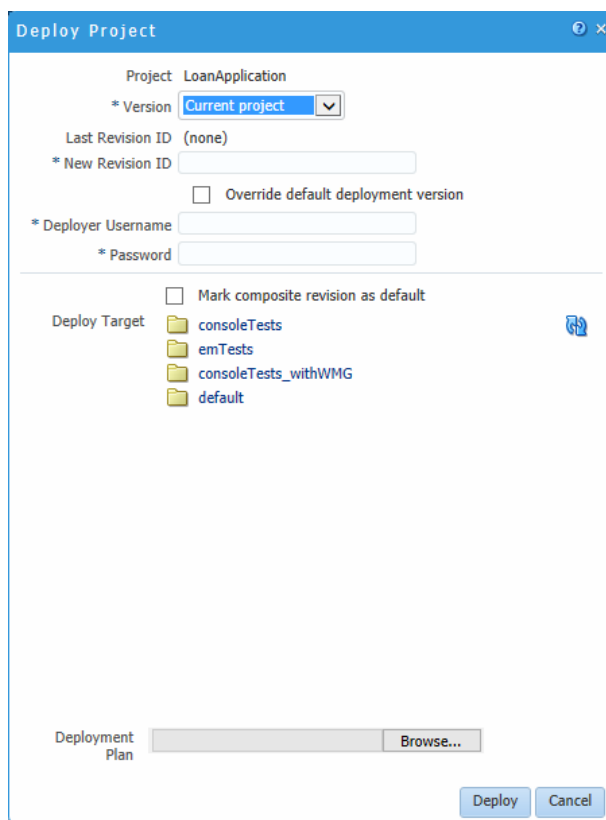 Deploy Project
Project LoanApplication
* Version Current project
Last Revision ID (none)
* New Revision ID
Override default deployment version
* Deployer Username
* Password
Mark composite revision as default
Deploy Target consoleTests
emTests
consoleTests_withWMG
default
Deployment
Plan
Browse...
Deploy Cancel